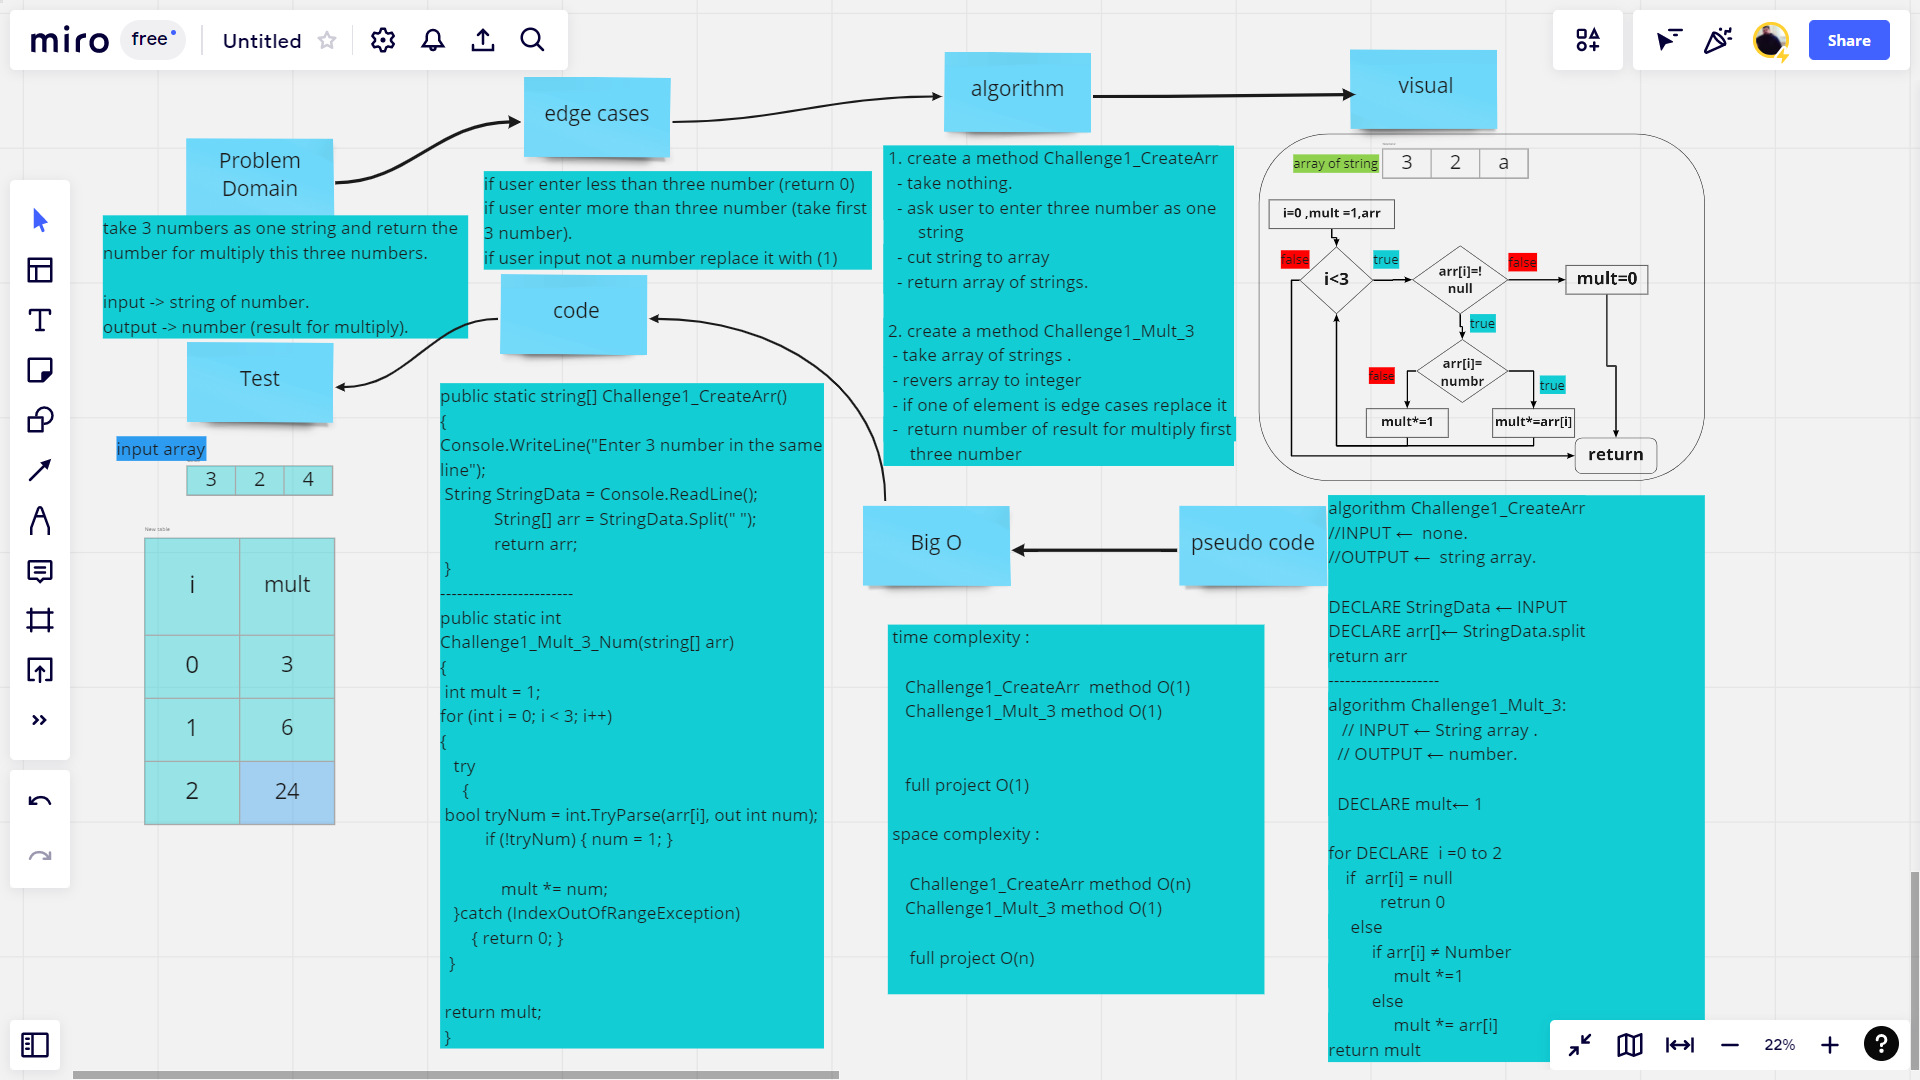 miro
free
Untitled
Share
Problem
Domain
take 3 numbers as one string and return the
number for multiply this three numbers.
input -> string of number.
output -> number (result for multiply).
edge cases
if user enter less than three number (return 0)
if user enter more than three number (take first
3 number).
if user input not a number replace it with (1)
algorithm
1. create a method Challenge1_CreateArr
- take nothing.
- ask user to enter three number as one
string
- cut string to array
- return array of strings.
2. create a method Challenge1_Mult_3
- take array of strings .
- revers array to integer
- if one of element is edge cases replace it
- return number of result for multiply first
three number
visual
array of string
3 2 a
i=0 ,mult =1,arr
false
i<3
true
arr[i]=!
null
false
mult=0
true
arr[i]=
numbr
false
true
mult*=1
mult*=arr[i]
return
pseudo code
algorithm Challenge1_CreateArr
//INPUT ← none.
//OUTPUT ← string array.
DECLARE StringData ← INPUT
DECLARE arr[]← StringData.split
return arr
--------------------
algorithm Challenge1_Mult_3:
// INPUT ← String array .
// OUTPUT ← number.
DECLARE mult← 1
for DECLARE i =0 to 2
if arr[i] = null
retrun 0
else
if arr[i] ≠ Number
mult *=1
else
mult *= arr[i]
return mult
Big O
time complexity :
Challenge1_CreateArr method O(1)
Challenge1_Mult_3 method O(1)
full project O(1)
space complexity :
Challenge1_CreateArr method O(n)
Challenge1_Mult_3 method O(1)
full project O(n)
code
public static string[] Challenge1_CreateArr()
{
Console.WriteLine("Enter 3 number in the same
line");
String StringData = Console.ReadLine();
String[] arr = StringData.Split(" ");
return arr;
}
------------------------
public static int
Challenge1_Mult_3_Num(string[] arr)
{
int mult = 1;
for (int i = 0; i < 3; i++)
{
try
{
bool tryNum = int.TryParse(arr[i], out int num);
if (!tryNum) { num = 1; }
mult *= num;
}catch (IndexOutOfRangeException)
{ return 0; }
}
return mult;
}
Test
input array
3 2 4
New table
i mult
0 3
1 6
2 24
22%
?